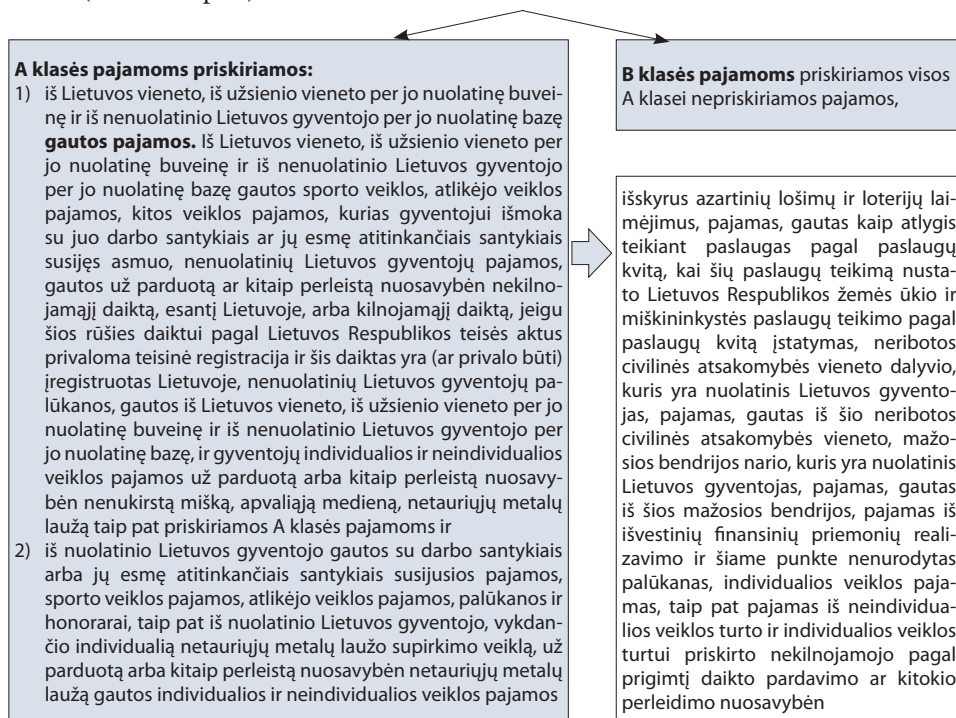 A klasės pajamoms priskiriamos:
1) iš Lietuvos vieneto, iš užsienio vieneto per jo nuolatinę buvei-
nę ir iš nenuolatinio Lietuvos gyventojo per jo nuolatinę bazę
gautos pajamos. Iš Lietuvos vieneto, iš užsienio vieneto per
jo nuolatinę buveinę ir iš nenuolatinio Lietuvos gyventojo
per jo nuolatinę bazę gautos sporto veiklos, atlikėjo veiklos
pajamos, kitos veiklos pajamos, kurias gyventojui išmoka
su juo darbo santykiais ar jų esmę atitinkančiais santykiais
susijęs asmuo, nenuolatinių Lietuvos gyventojų pajamos,
gautos už parduotą ar kitaip perleistą nuosavybėn nekilno-
jamąjį daiktą, esantį Lietuvoje, arba kilnojamąjį daiktą, jeigu
šios rūšies daiktui pagal Lietuvos Respublikos teisės aktus
privaloma teisinė registracija ir šis daiktas yra (ar privalo būti)
įregistruotas Lietuvoje, nenuolatinių Lietuvos gyventojų pa-
lūkanos, gautos iš Lietuvos vieneto, iš užsienio vieneto per jo
nuolatinę buveinę ir iš nenuolatinio Lietuvos gyventojo per
jo nuolatinę bazę, ir gyventojų individualios ir neindividualios
veiklos pajamos už parduotą arba kitaip perleistą nuosavy-
bėn nenukirstą mišką, apvaliąją medieną, netauriųjų metalų
laužą taip pat priskiriamos A klasės pajamoms ir
2) iš nuolatinio Lietuvos gyventojo gautos su darbo santykiais
arba jų esmę atitinkančiais santykiais susijusios pajamos,
sporto veiklos pajamos, atlikėjo veiklos pajamos, palūkanos ir
honorarai, taip pat iš nuolatinio Lietuvos gyventojo, vykdan-
čio individualią netauriųjų metalų laužo supirkimo veiklą, už
parduotą arba kitaip perleistą nuosavybėn netauriųjų metalų
laužą gautos individualios ir neindividualios veiklos pajamos
B klasės pajamoms priskiriamos visos
A klasei nepriskiriamos pajamos,
išskyrus azartinių lošimų ir loterijų lai-
mėjimus, pajamas, gautas kaip atlygis
teikiant paslaugas pagal paslaugų
kvitą, kai šių paslaugų teikimą nusta-
to Lietuvos Respublikos žemės ūkio ir
miškininkystės paslaugų teikimo pagal
paslaugų kvitą įstatymas, neribotos
civilinės atsakomybės vieneto dalyvio,
kuris yra nuolatinis Lietuvos gyvento-
jas, pajamas, gautas iš šio neribotos
civilinės atsakomybės vieneto, mažo-
sios bendrijos nario, kuris yra nuolatinis
Lietuvos gyventojas, pajamas, gautas
iš šios mažosios bendrijos, pajamas iš
išvestinių finansinių priemonių reali-
zavimo ir šiame punkte nenurodytas
palūkanas, individualios veiklos paja-
mas, taip pat pajamas iš neindividua-
lios veiklos turto ir individualios veiklos
turtui priskirto nekilnojamojo pagal
prigimtį daikto pardavimo ar kitokio
perleidimo nuosavybėn